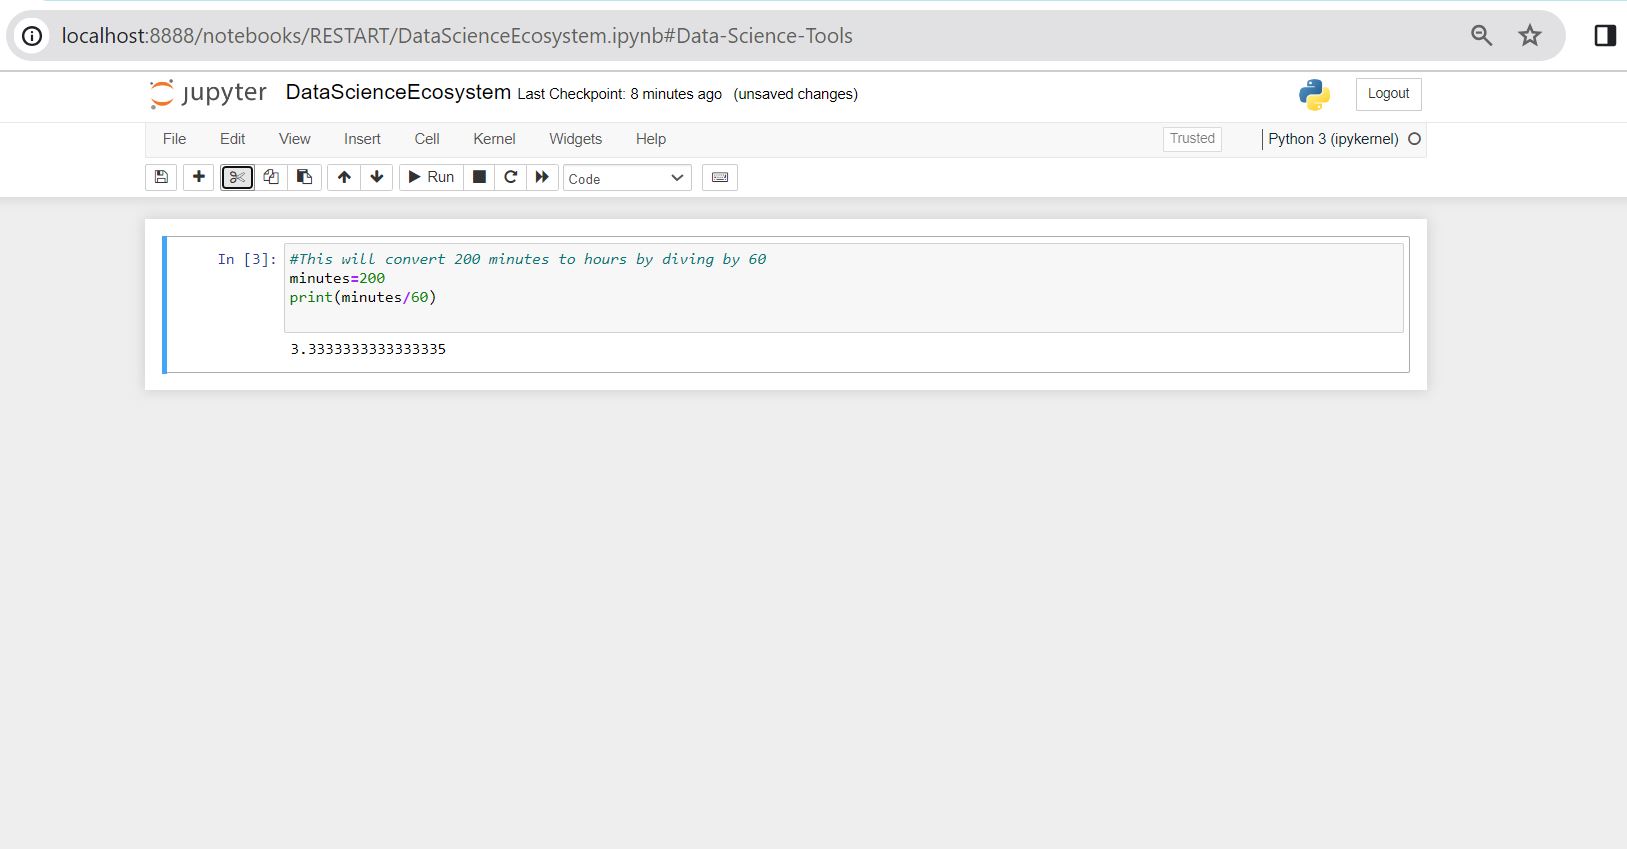 localhost:8888/notebooks/RESTART/DataScienceEcosystem.ipynb#Data-Science-Tools
jupyter DataScienceEcosystem Last Checkpoint: 8 minutes ago (unsaved changes) Logout
File Edit View Insert Cell Kernel Widgets Help Trusted Python 3 (ipykernel)
Run Code
In [3]: #This will convert 200 minutes to hours by diving by 60
minutes=200
print(minutes/60)
3.3333333333333335